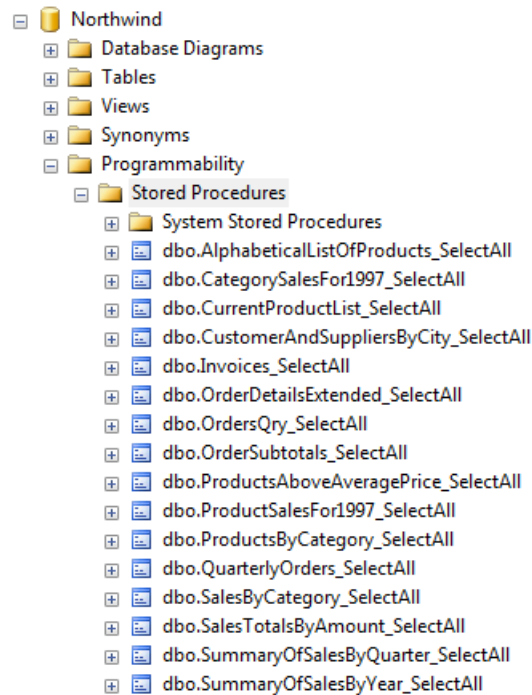 Northwind
Database Diagrams
Tables
Views
Synonyms
Programmability
Stored Procedures
System Stored Procedures
dbo.AlphabeticalListOfProducts_SelectAll
dbo.CategorySalesFor1997_SelectAll
dbo.CurrentProductList_SelectAll
dbo.CustomerAndSuppliersByCity_SelectAll
dbo.Invoices_SelectAll
dbo.OrderDetailsExtended_SelectAll
dbo.OrdersQry_SelectAll
dbo.OrderSubtotals_SelectAll
dbo.ProductsAboveAveragePrice_SelectAll
dbo.ProductSalesFor1997_SelectAll
dbo.ProductsByCategory_SelectAll
dbo.QuarterlyOrders_SelectAll
dbo.SalesByCategory_SelectAll
dbo.SalesTotalsByAmount_SelectAll
dbo.SummaryOfSalesByQuarter_SelectAll
dbo.SummaryOfSalesByYear_SelectAll